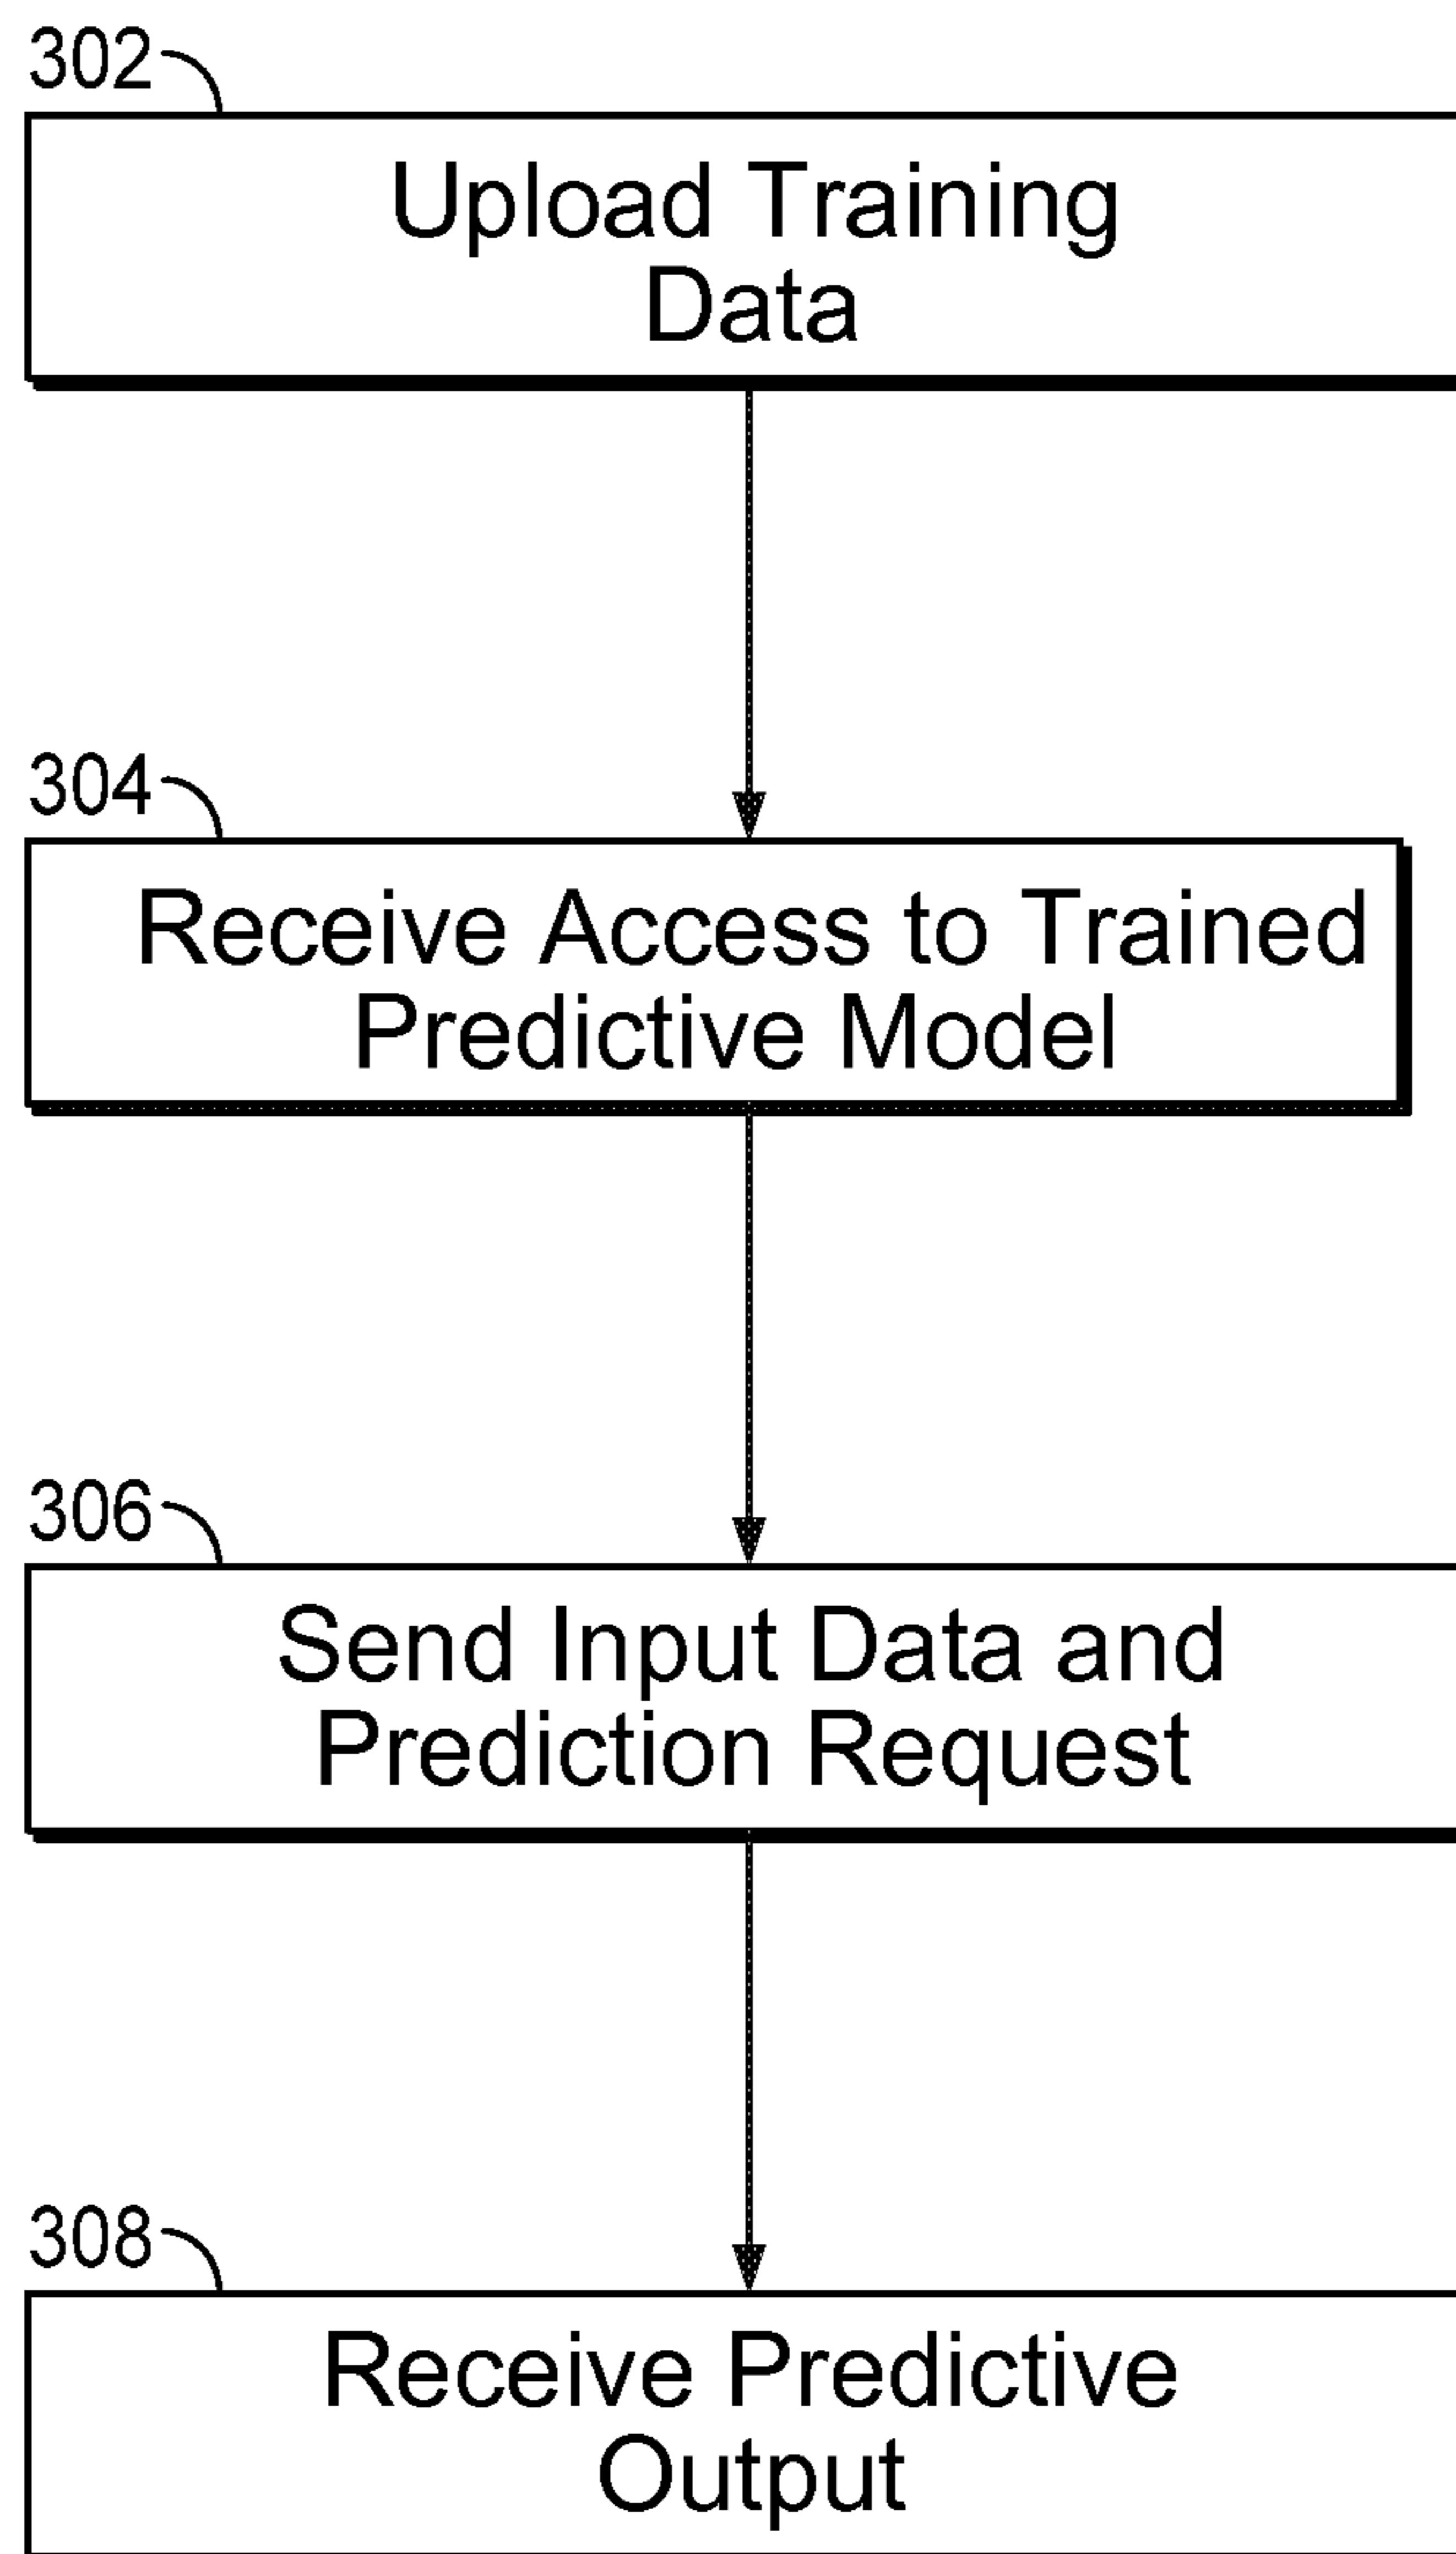 302
Upload Training
Data
304
Receive Access to Trained
Predictive Model
306
Send Input Data and
Prediction Request
308
Receive Predictive
Output